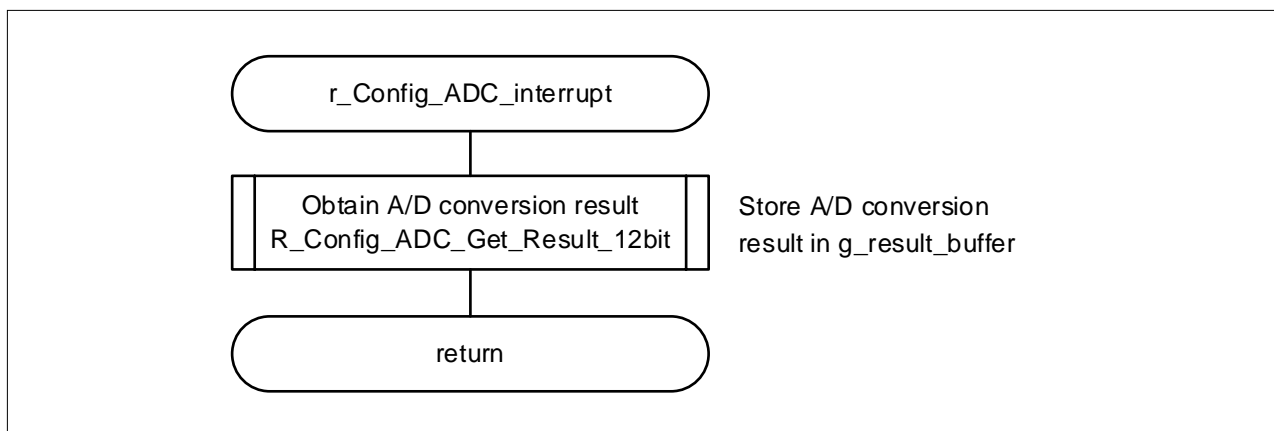 r_Config_ADC_interrupt
Obtain A/D conversion result
R_Config_ADC_Get_Result_12bit
Store A/D conversion
result in g_result_buffer
return